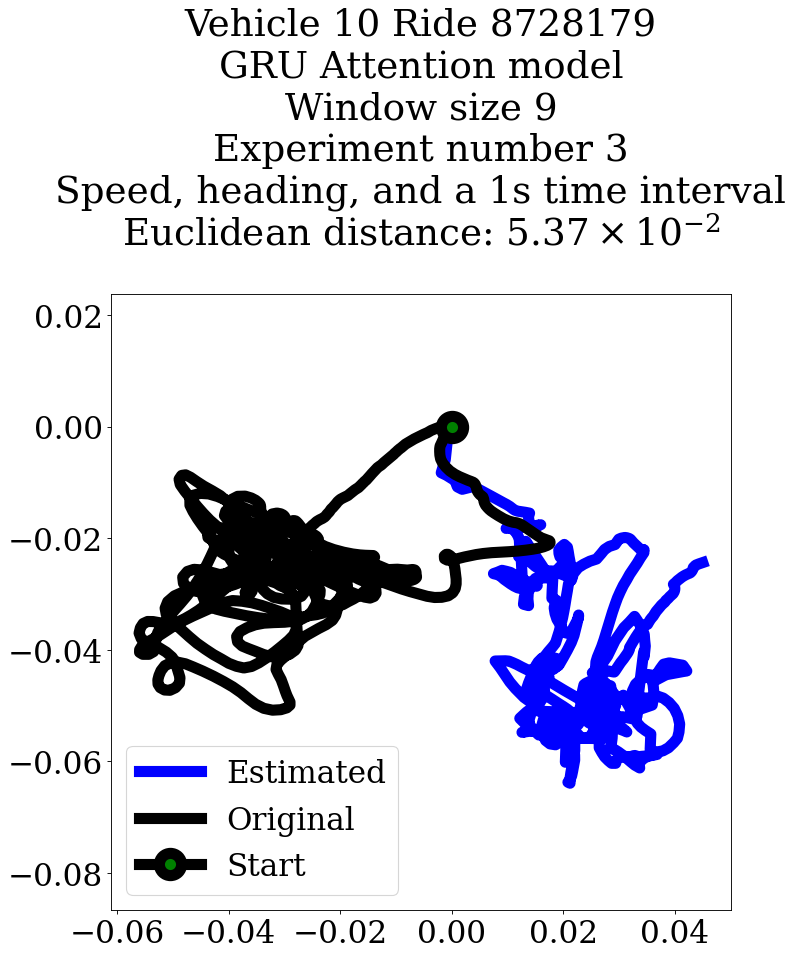 Vehicle 10 Ride 8728179
GRU Attention model
Window size 9
Experiment number 3
Speed, heading, and a 1s time interval
Euclidean distance: 5.37 × 10⁻²
0.02
0.00
−0.02
−0.04
−0.06
−0.08
Estimated
Original
Start
−0.06 −0.04 −0.02 0.00 0.02 0.04